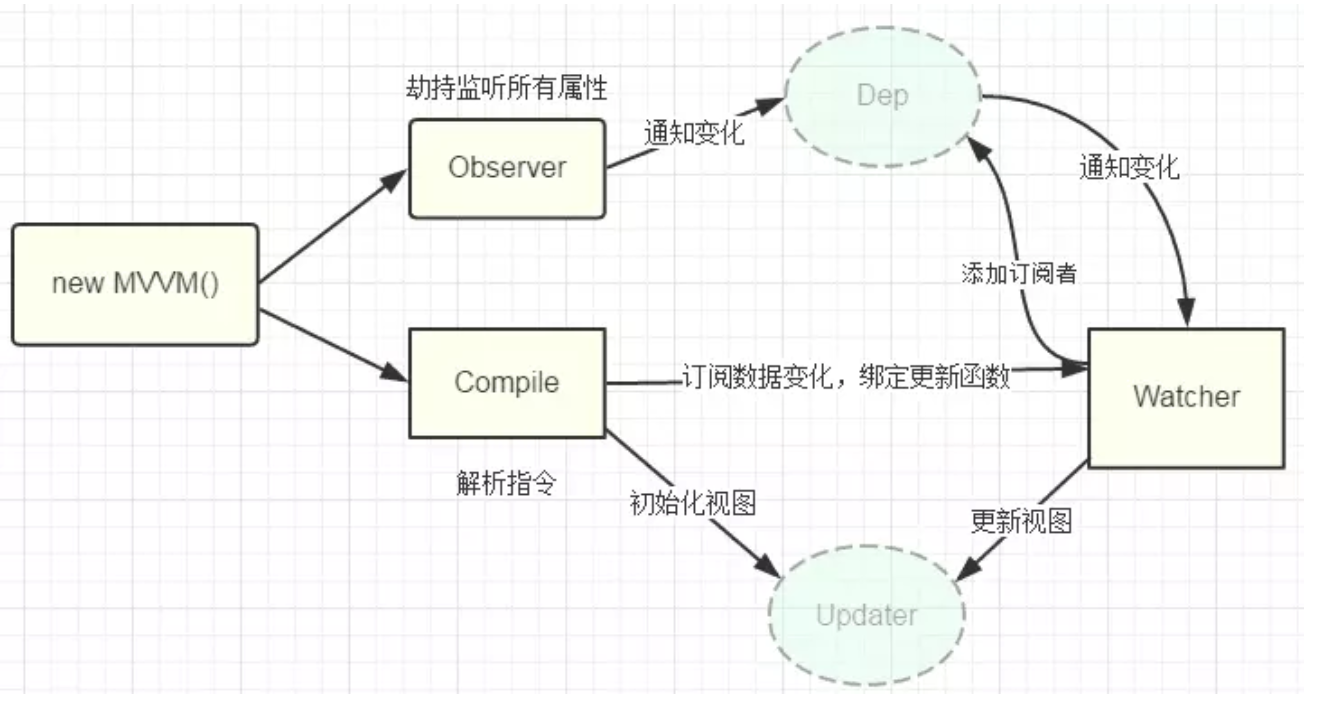 劫持监听所有属性
Dep
通知变化
Observer
通知变化
new MVVM()
添加订阅者
Compile
订阅数据变化，绑定更新函数
Watcher
解析指令
初始化视图
更新视图
Updater